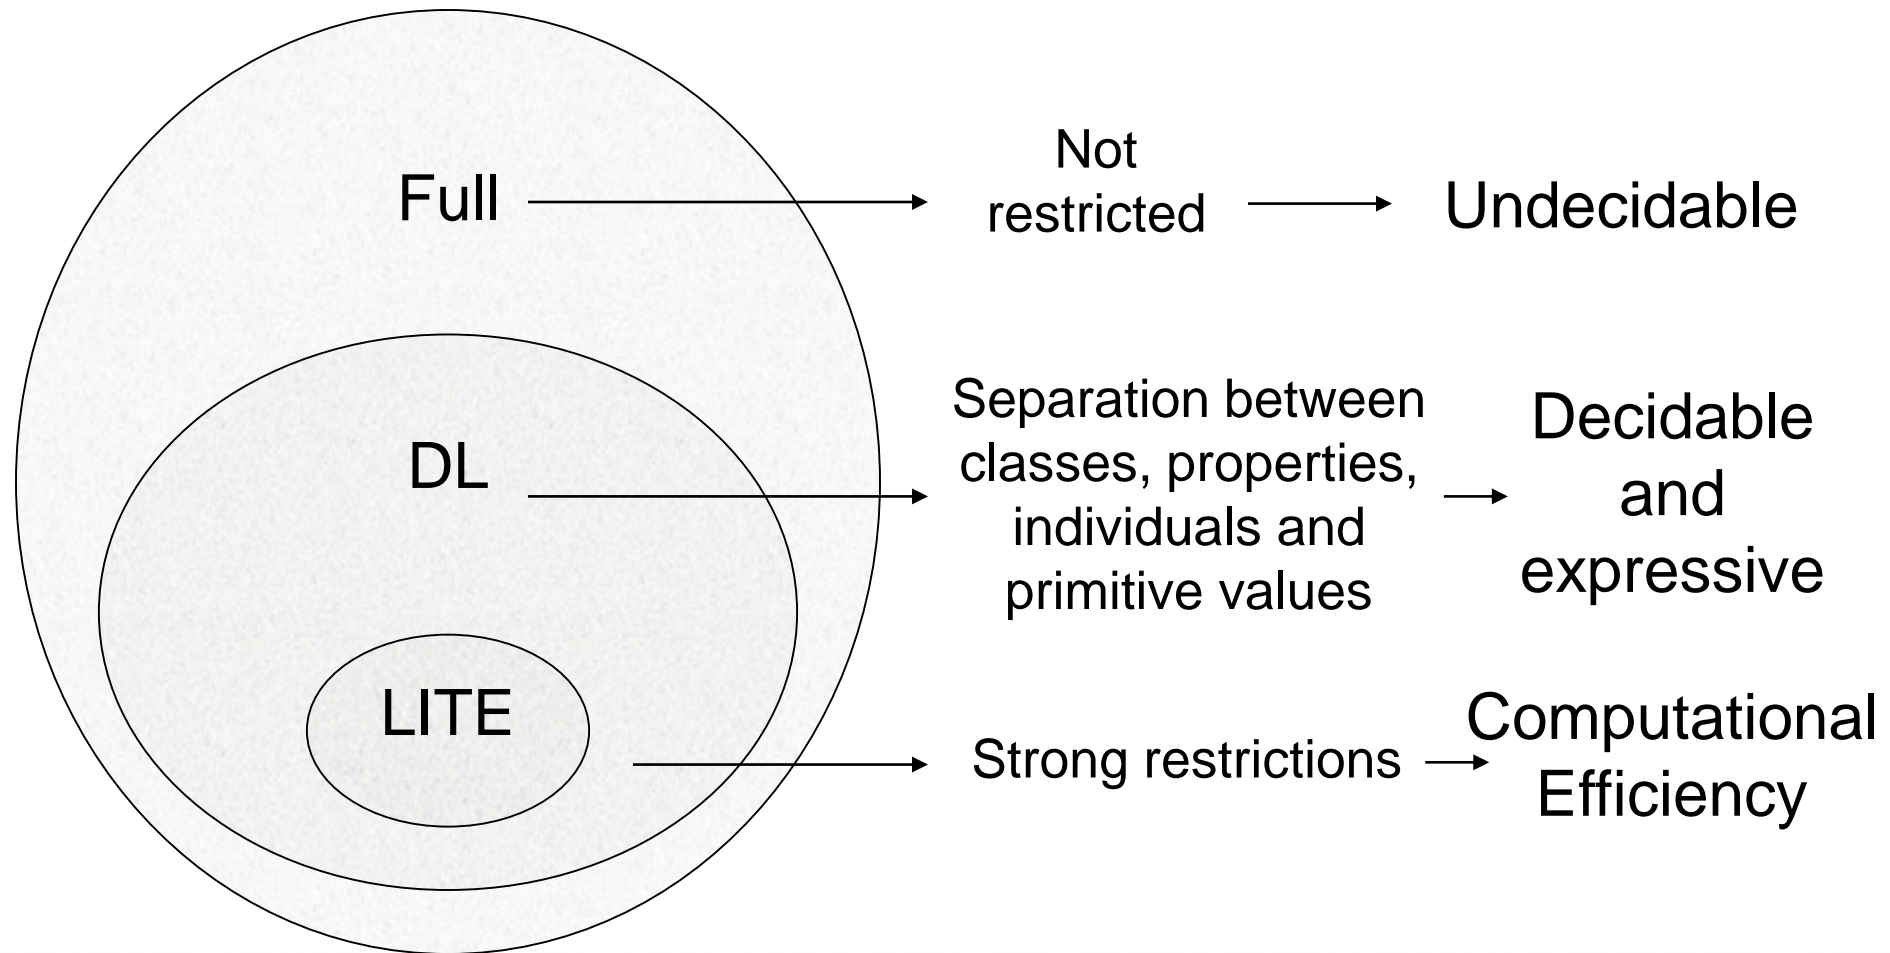 Full
Not
restricted
Undecidable
DL
Separation between
classes, properties,
individuals and
primitive values
Decidable
and
expressive
LITE
Strong restrictions
Computational
Efficiency